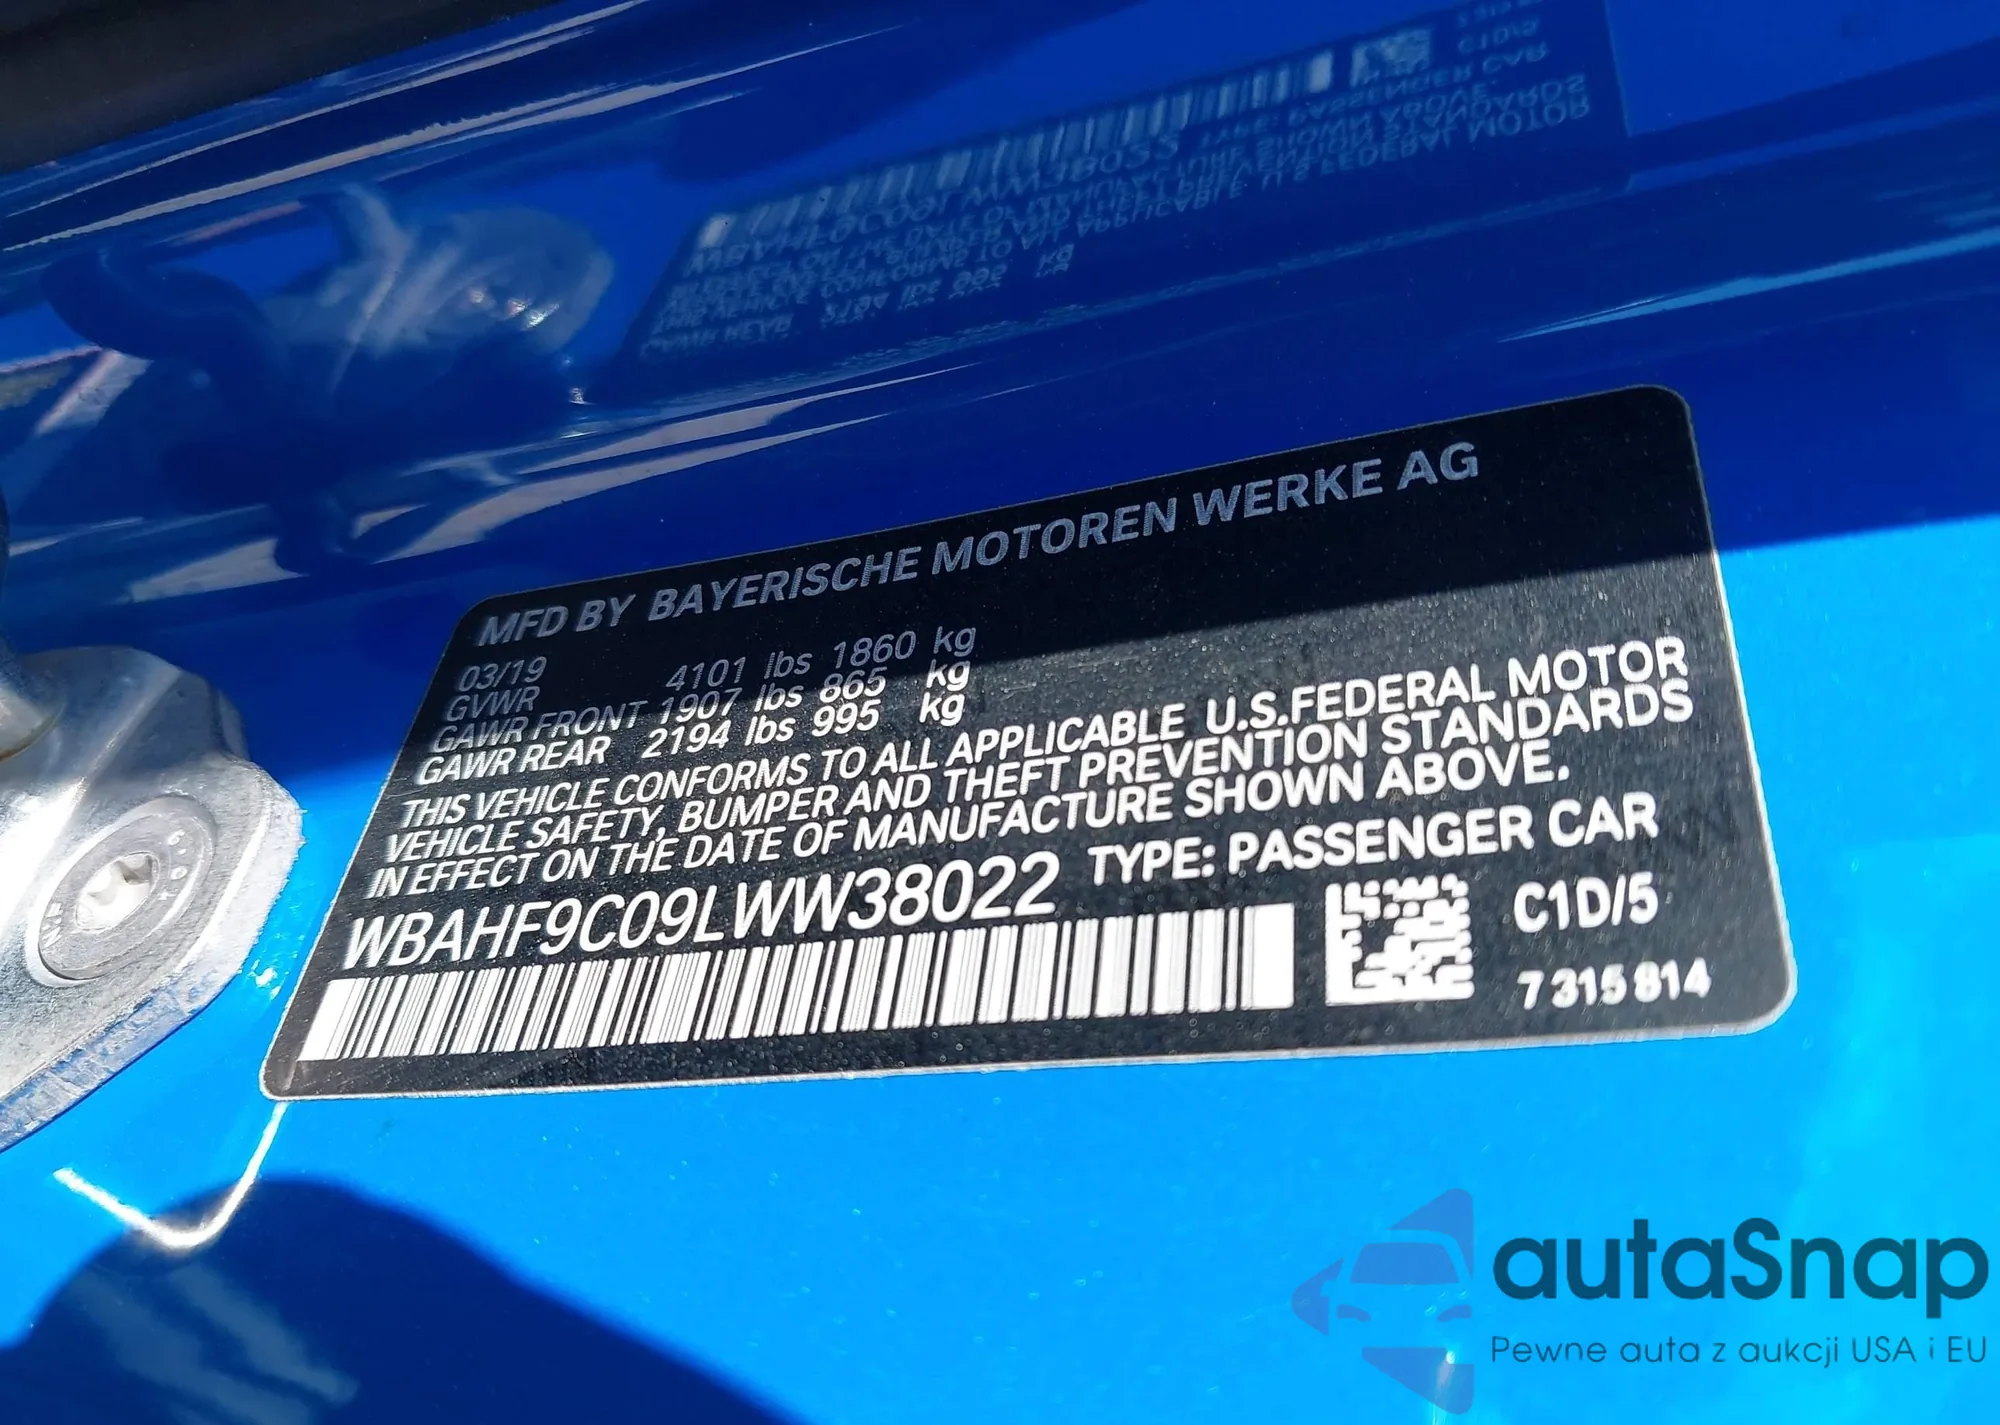 MFD BY BAYERISCHE MOTOREN WERKE AG
03/19
GVWR 4101 lbs 1860 kg
GAWR FRONT 1907 lbs 865 kg
GAWR REAR 2194 lbs 995 kg
THIS VEHICLE CONFORMS TO ALL APPLICABLE U.S.FEDERAL MOTOR
VEHICLE SAFETY, BUMPER AND THEFT PREVENTION STANDARDS
IN EFFECT ON THE DATE OF MANUFACTURE SHOWN ABOVE.
WBAHF9C09LWW38022 TYPE: PASSENGER CAR
C1D/5
7315814
autaSnap
Pewne auta z aukcji USA i EU